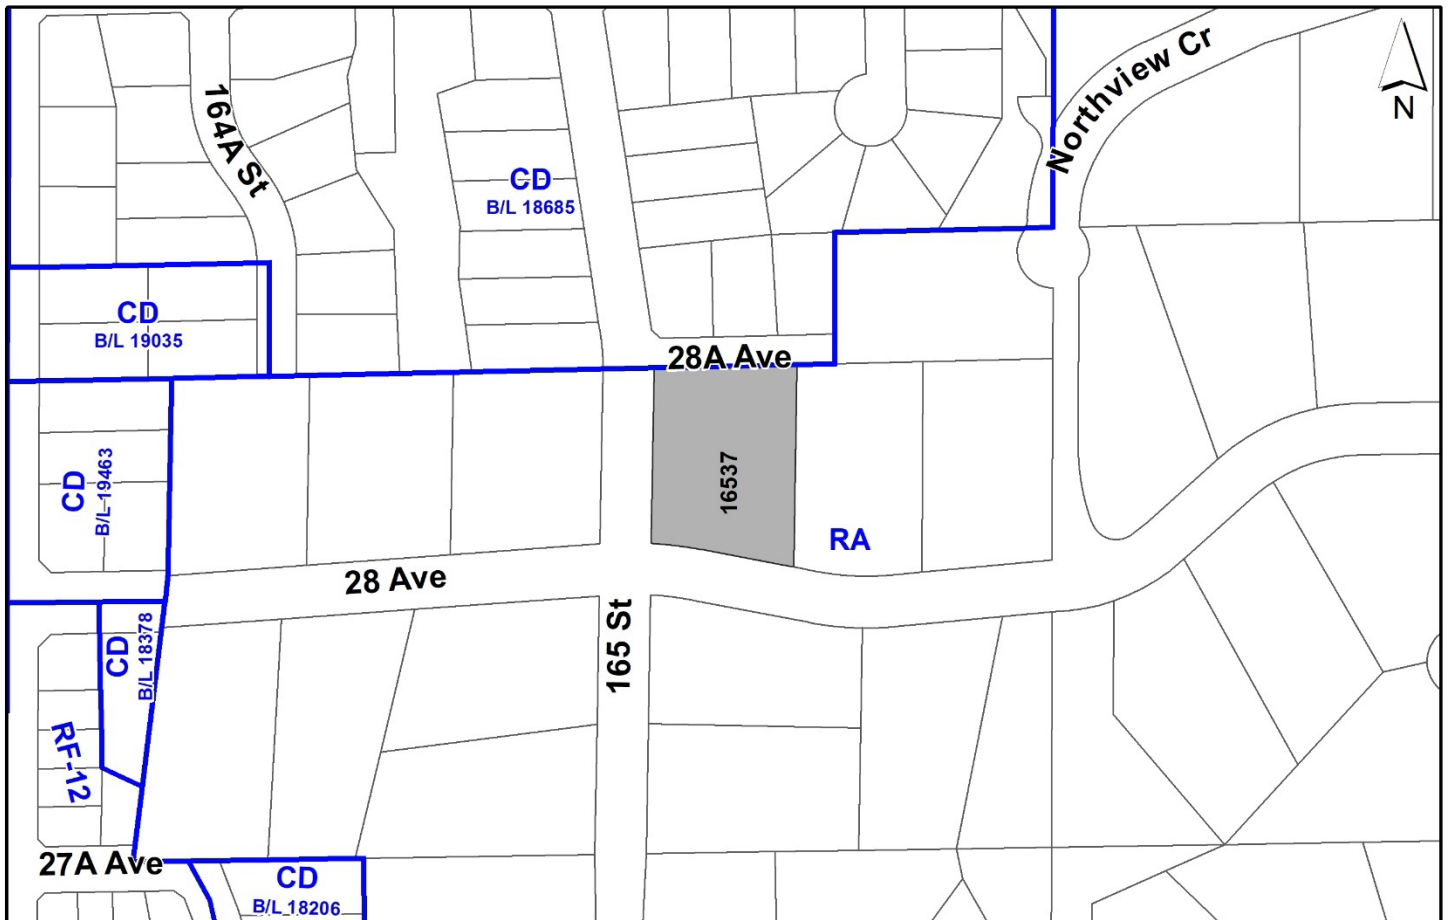 Northview Cr
N
164A St
CD
B/L 18685
CD
B/L 19035
28A Ave
CD
B/L 19463
16537
RA
28 Ave
165 St
CD
B/L 18378
RF-12
27A Ave
CD
B/L 18206